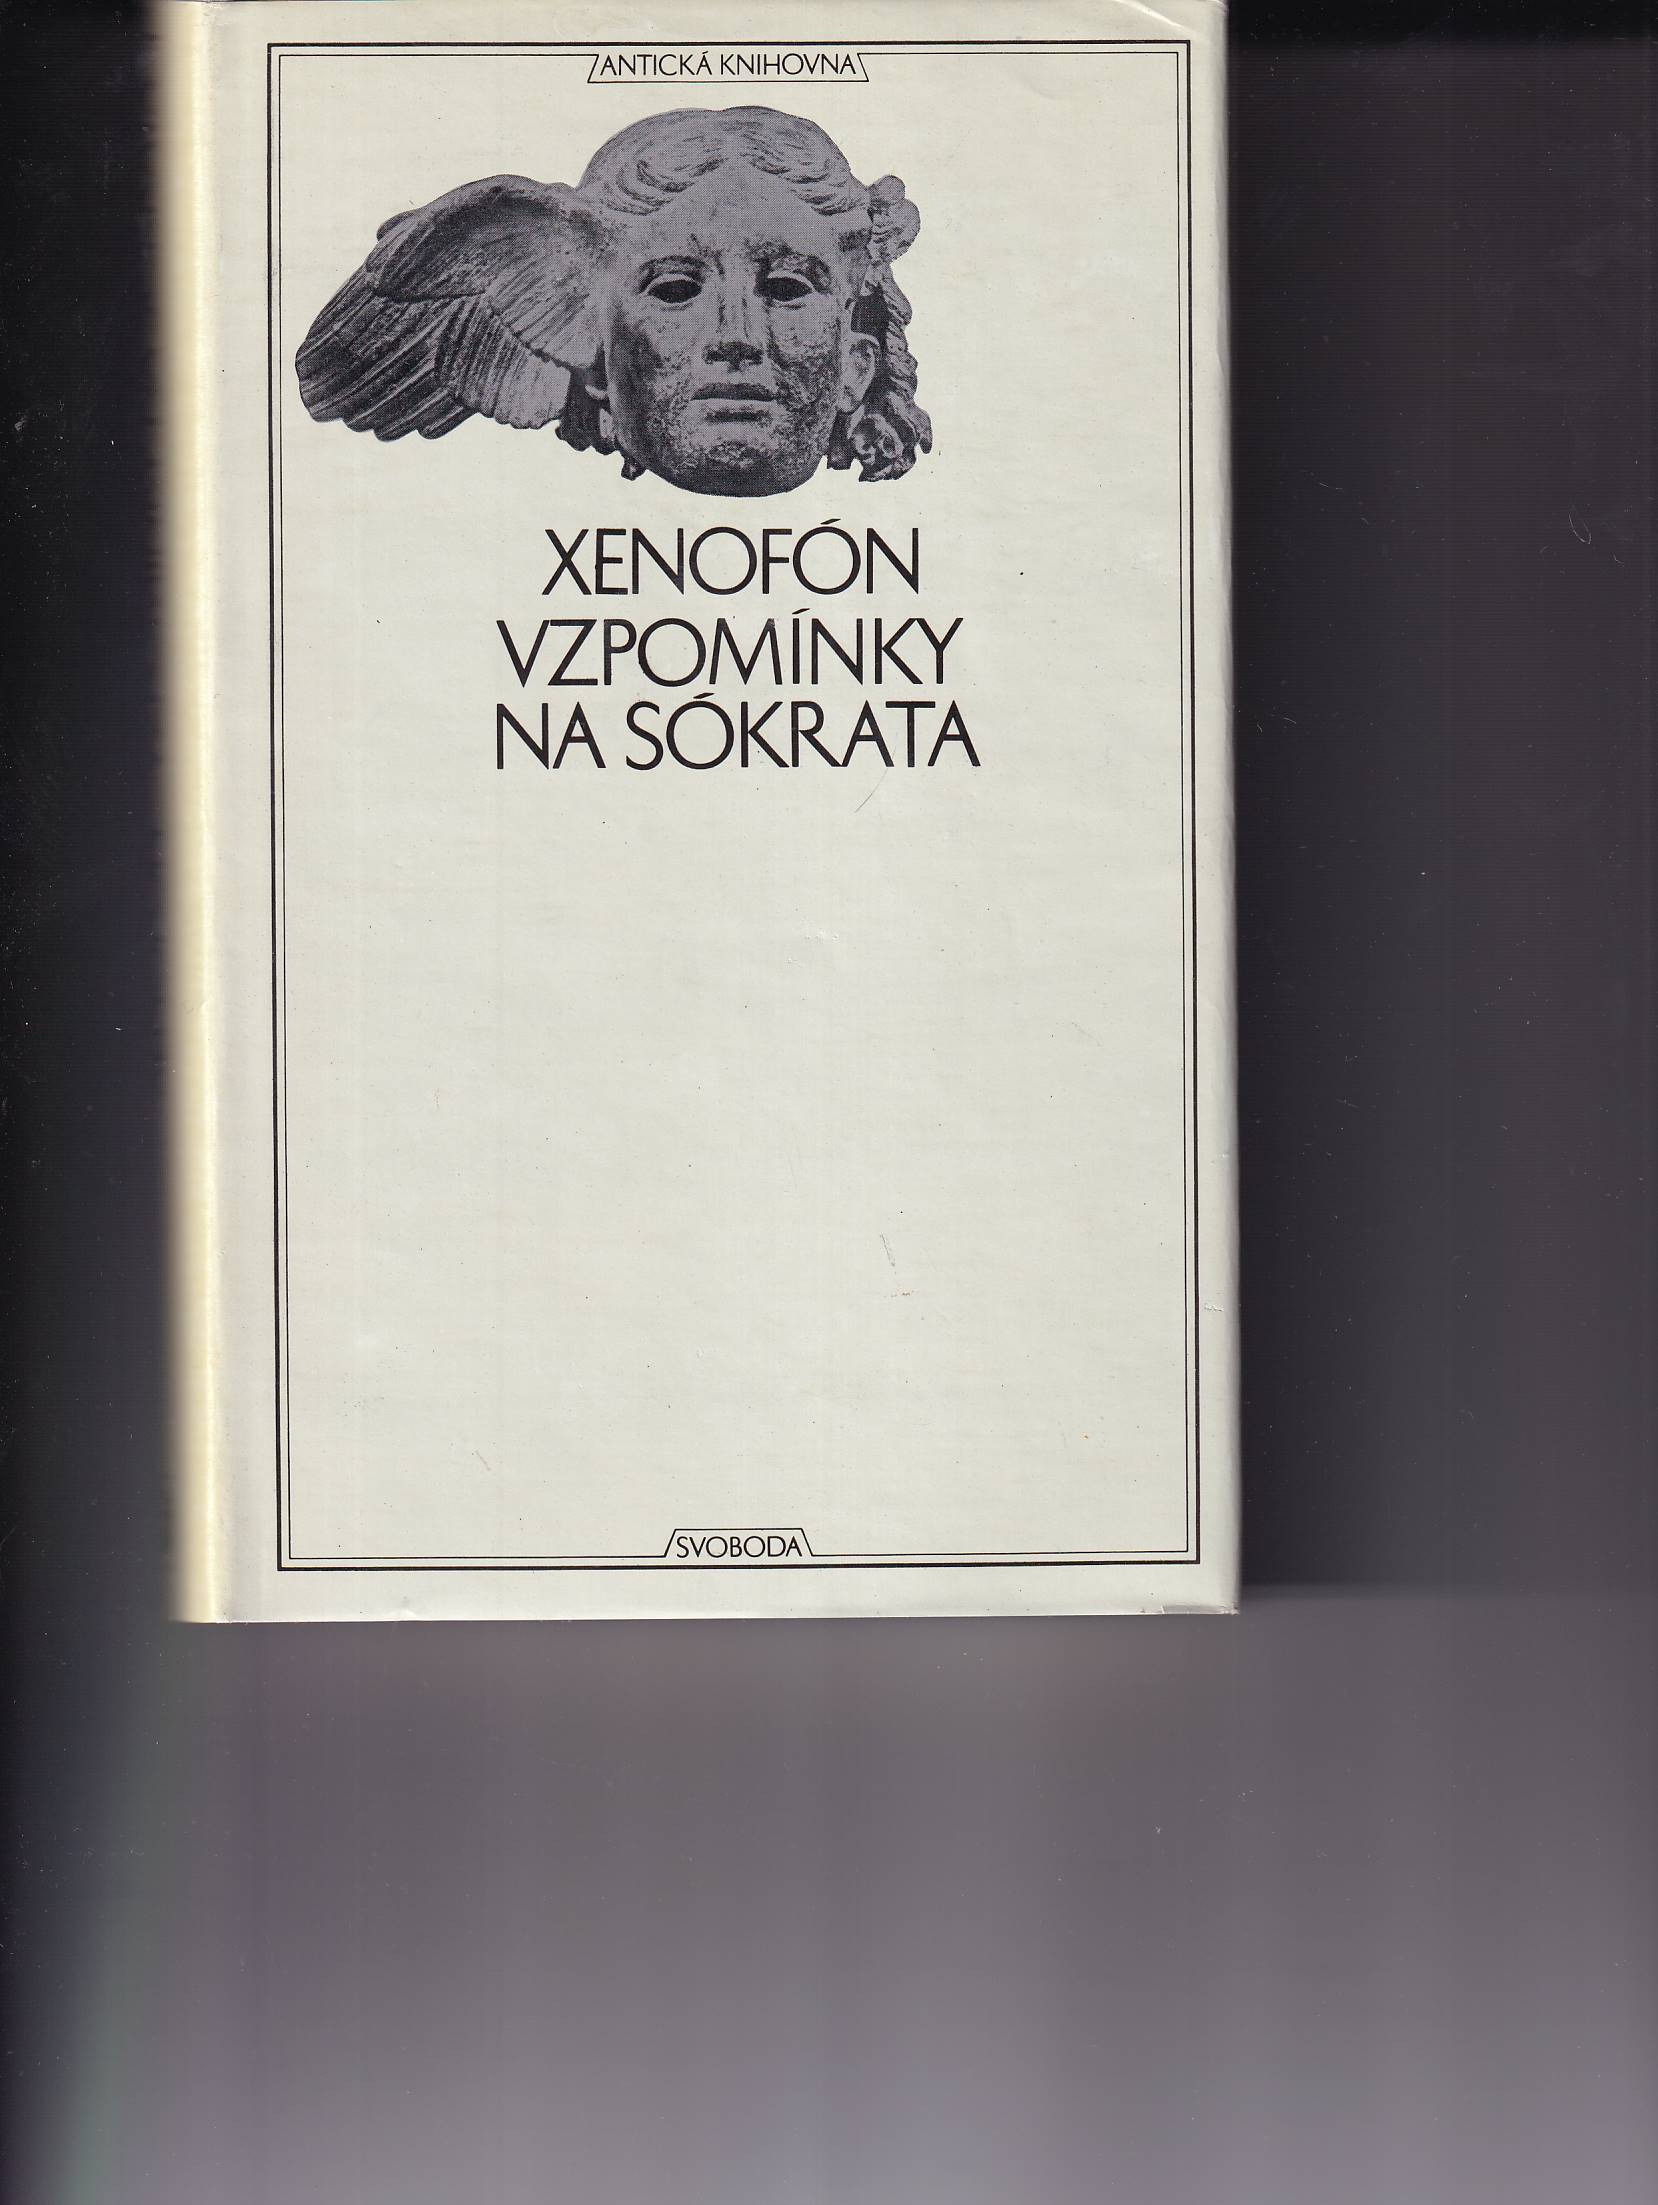 ANTICKÁ KNIHOVNA
XENOFÓN
VZPOMÍNKY
NA SÓKRATA
SVOBODA